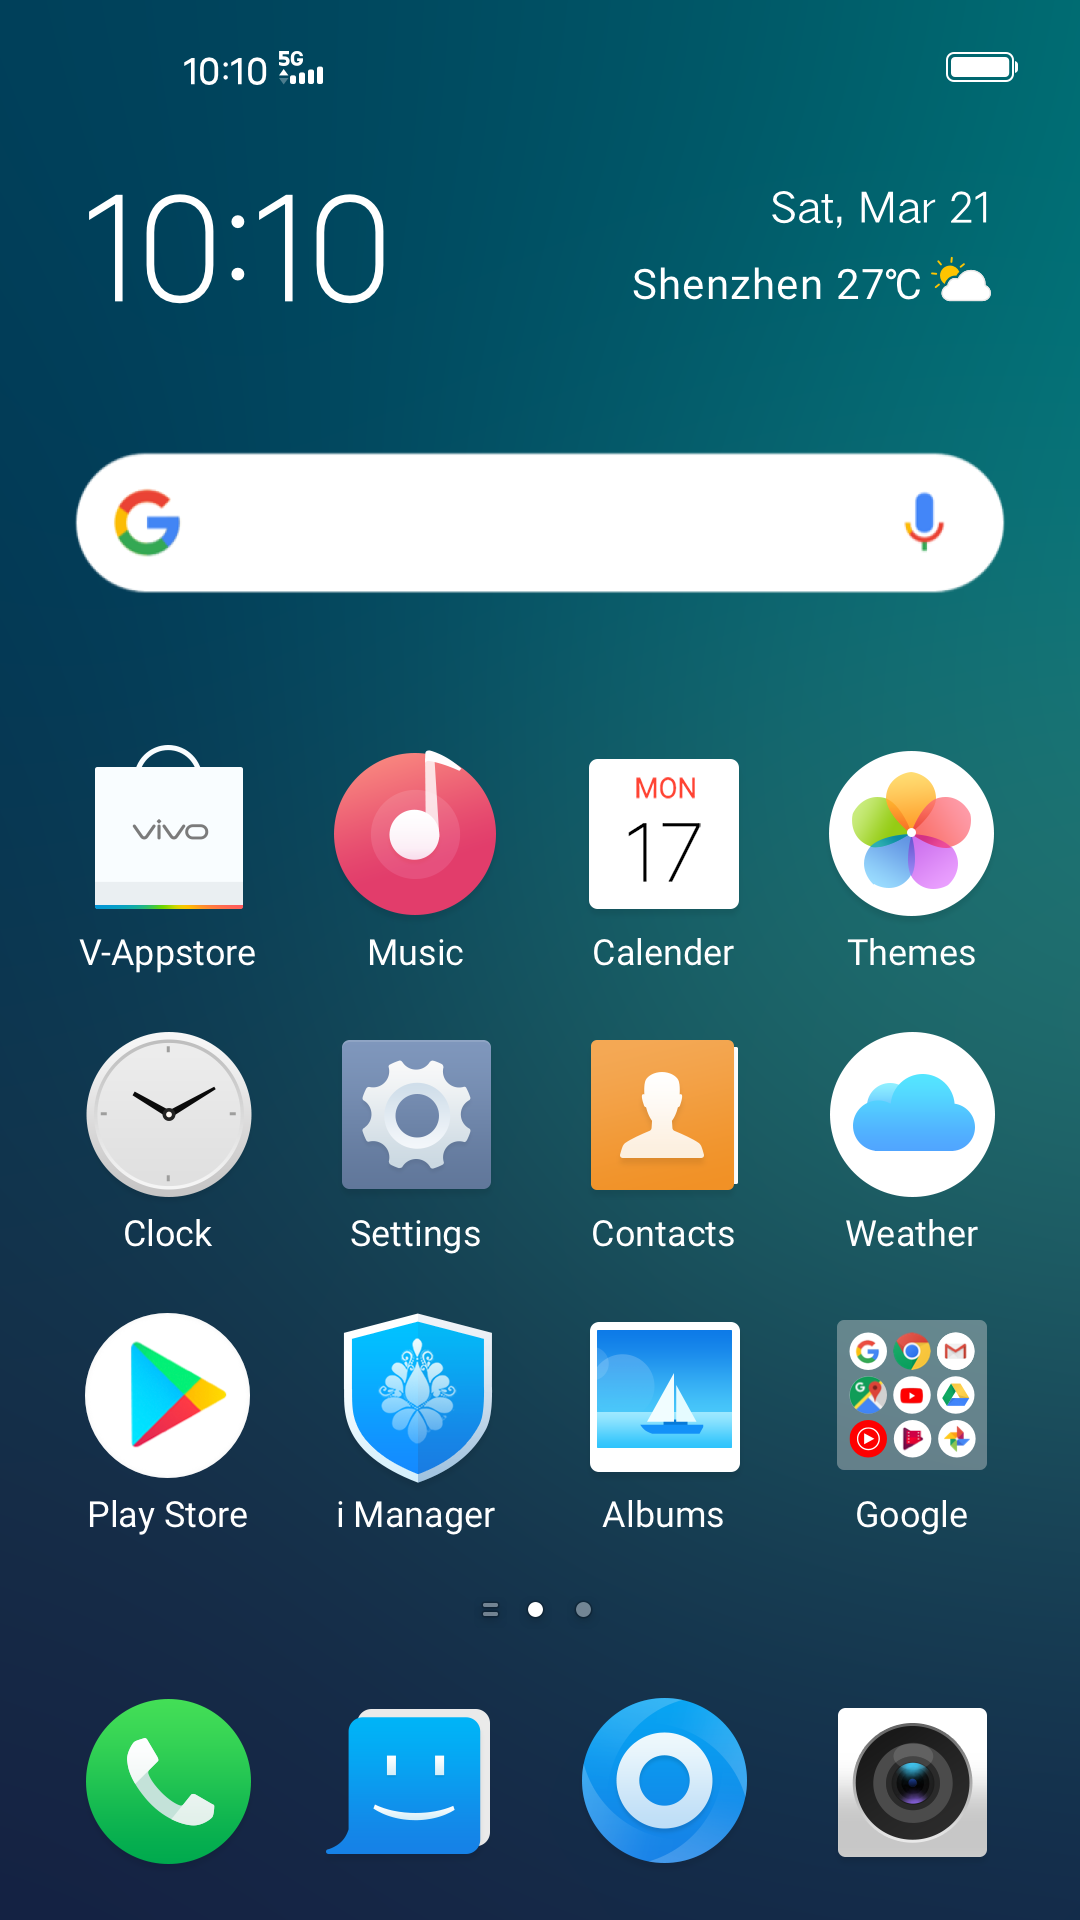 10:10 5G
10:10
Sat, Mar 21
Shenzhen 27℃
vivo
MON
17
V-Appstore Music Calender Themes
Clock Settings Contacts Weather
Play Store i Manager Albums Google